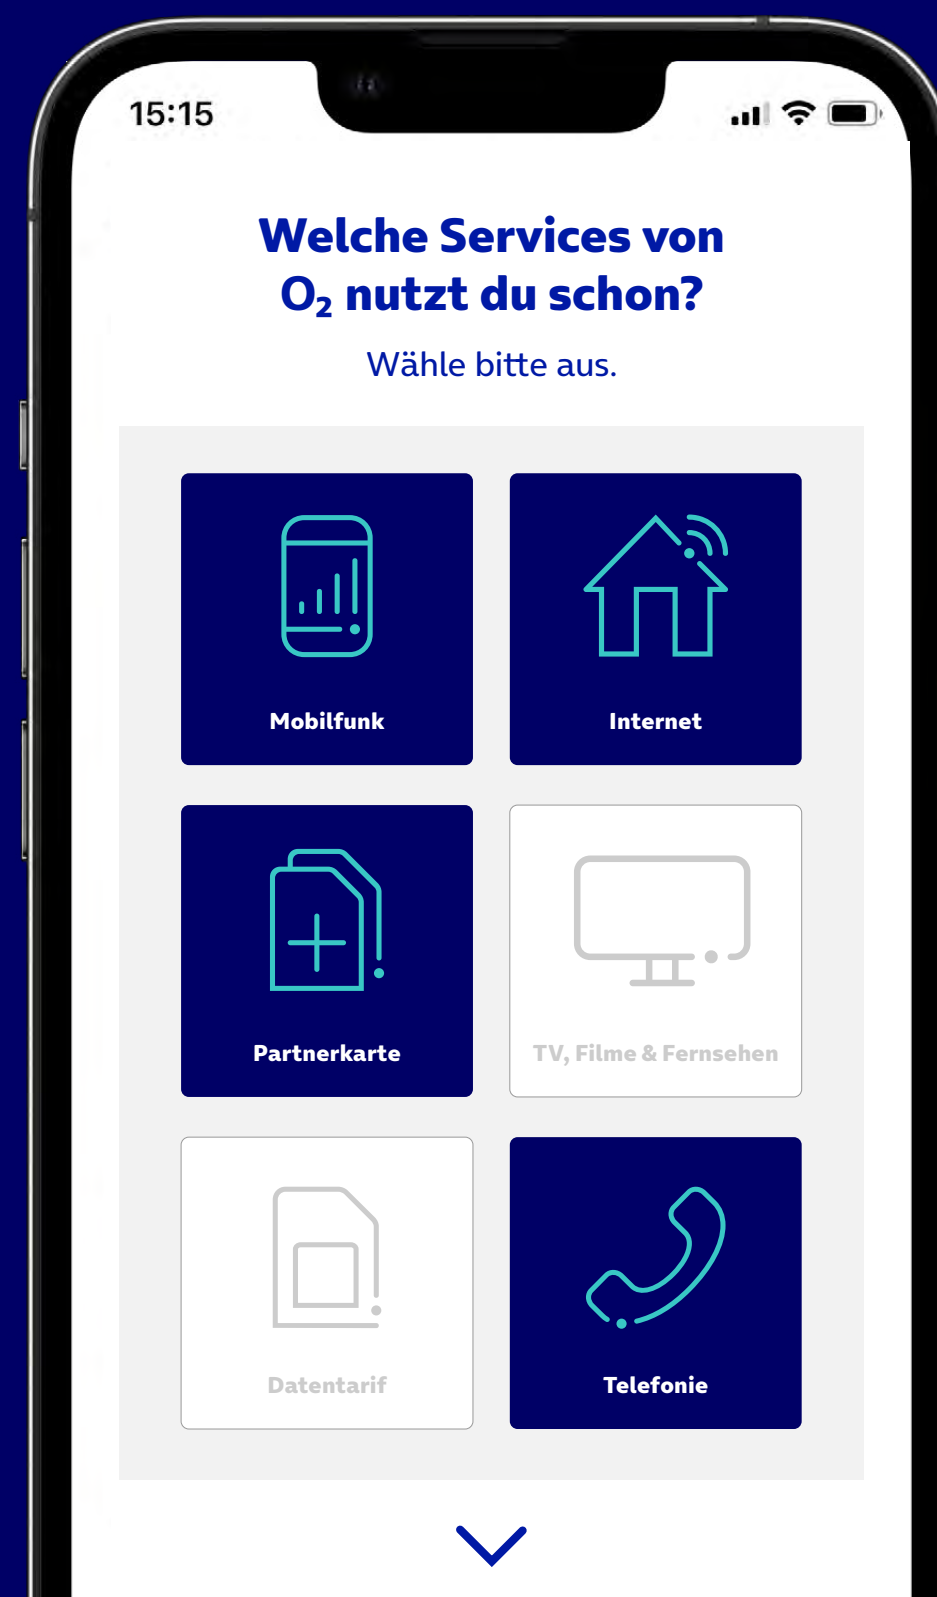 15:15
Welche Services von
O₂ nutzt du schon?
Wähle bitte aus.
Mobilfunk
Internet
Partnerkarte
TV, Filme & Fernsehen
Datentarif
Telefonie